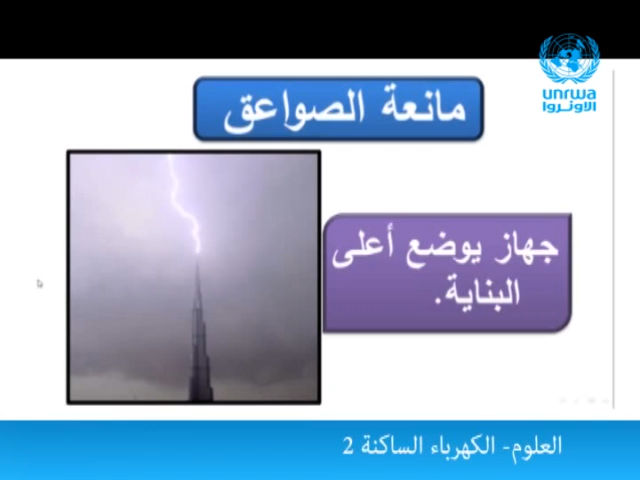 unrwa
الاونروا
مانعة الصواعق
جهاز يوضع أعلى
البناية.
العلوم- الكهرباء الساكنة 2